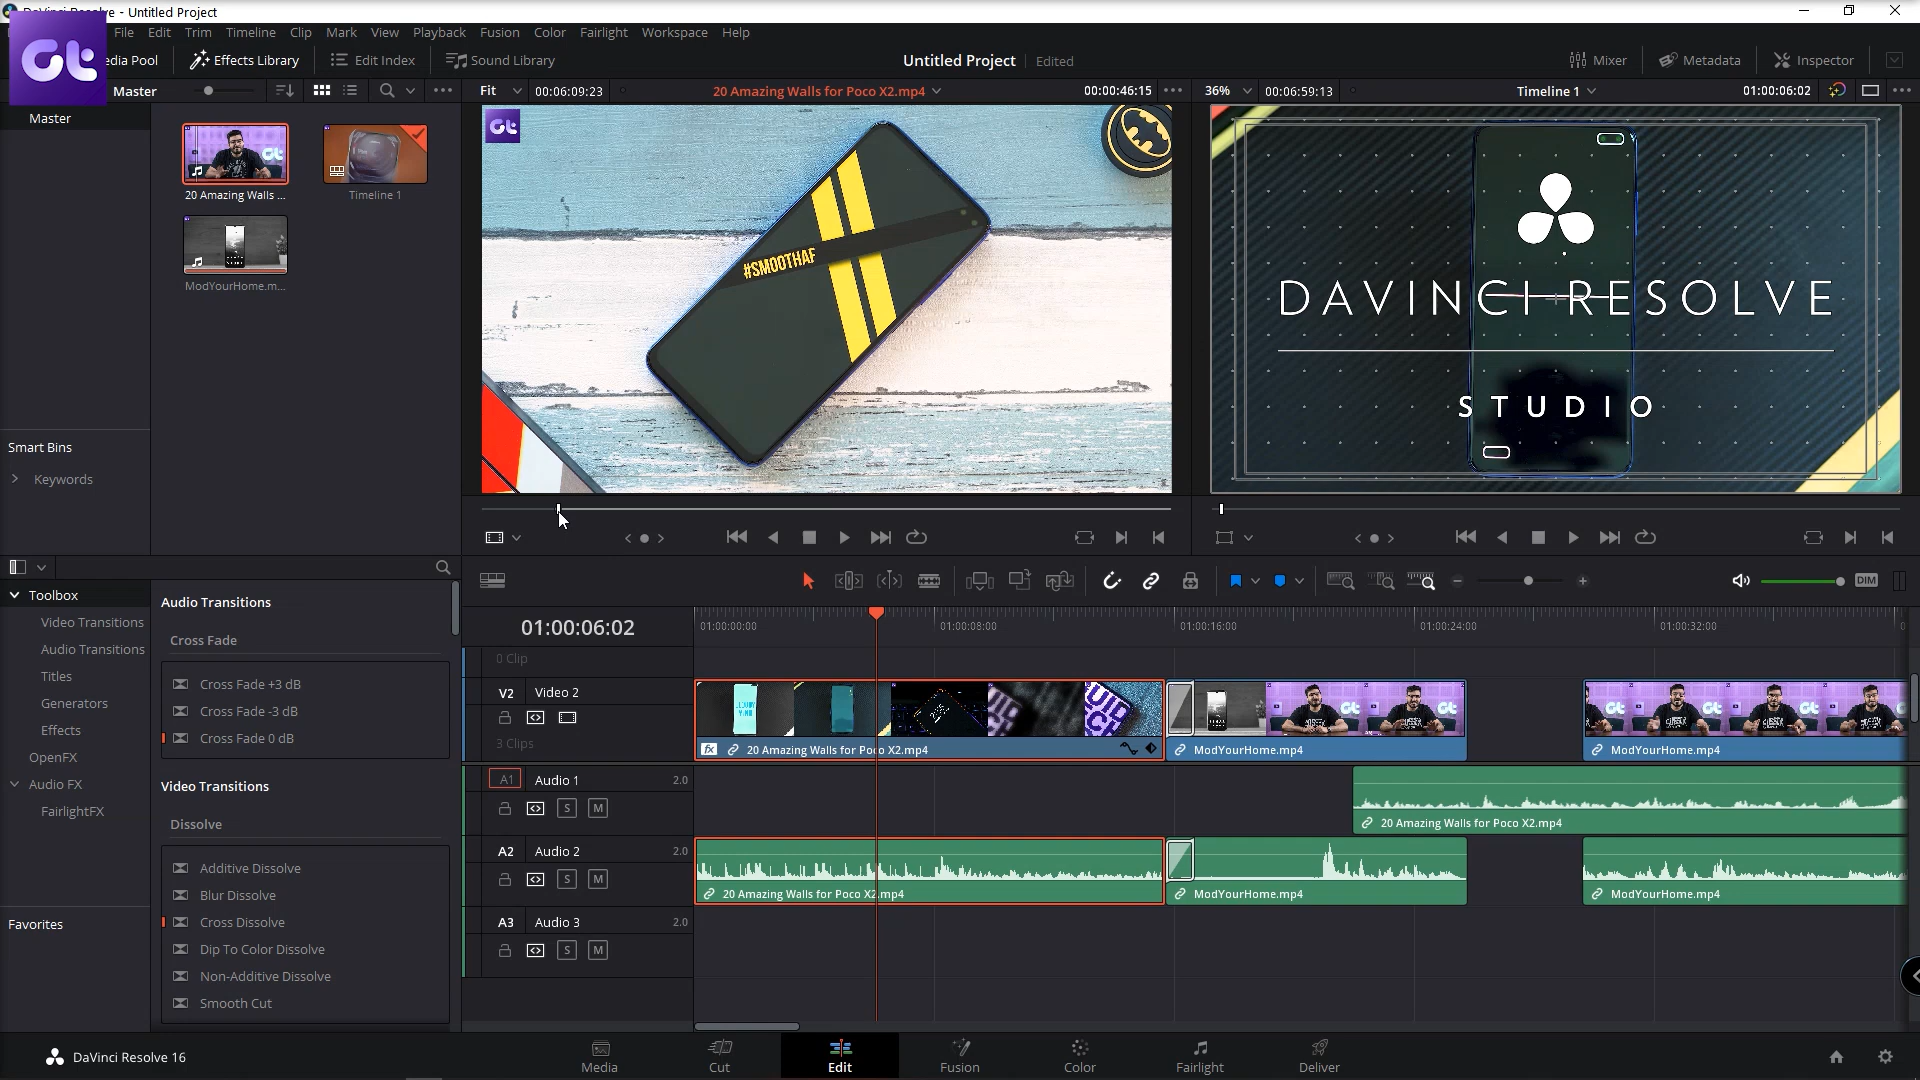 DaVinci Resolve - Untitled Project
File Edit Trim Timeline Clip Mark View Playback Fusion Color Fairlight Workspace Help
Gt
edia Pool Effects Library Edit Index Sound Library Untitled Project Edited Mixer Metadata Inspector
Master Fit 00:06:09:23 20 Amazing Walls for Poco X2.mp4 00:00:46:15 36% 00:06:59:13 Timeline 1 01:00:06:02
Master
20 Amazing Walls ...
Timeline 1
ModYourHome.m...
Smart Bins
Keywords
Gt
#SMOOTHAF
DAVINCI RESOLVE
STUDIO
Toolbox
Video Transitions
Audio Transitions
Titles
Generators
Effects
OpenFX
Audio FX
FairlightFX
Favorites
Audio Transitions
Cross Fade
Cross Fade +3 dB
Cross Fade -3 dB
Cross Fade 0 dB
Video Transitions
Dissolve
Additive Dissolve
Blur Dissolve
Cross Dissolve
Dip To Color Dissolve
Non-Additive Dissolve
Smooth Cut
DIM
01:00:06:02
01:00:00:00 01:00:08:00 01:00:16:00 01:00:24:00 01:00:32:00
0 Clip
V2 Video 2
3 Clips
fx 20 Amazing Walls for Poco X2.mp4 ModYourHome.mp4 ModYourHome.mp4
A1 Audio 1 2.0
S M
20 Amazing Walls for Poco X2.mp4
A2 Audio 2 2.0
S M
20 Amazing Walls for Poco X2.mp4 ModYourHome.mp4 ModYourHome.mp4
A3 Audio 3 2.0
S M
DaVinci Resolve 16
Media Cut Edit Fusion Color Fairlight Deliver